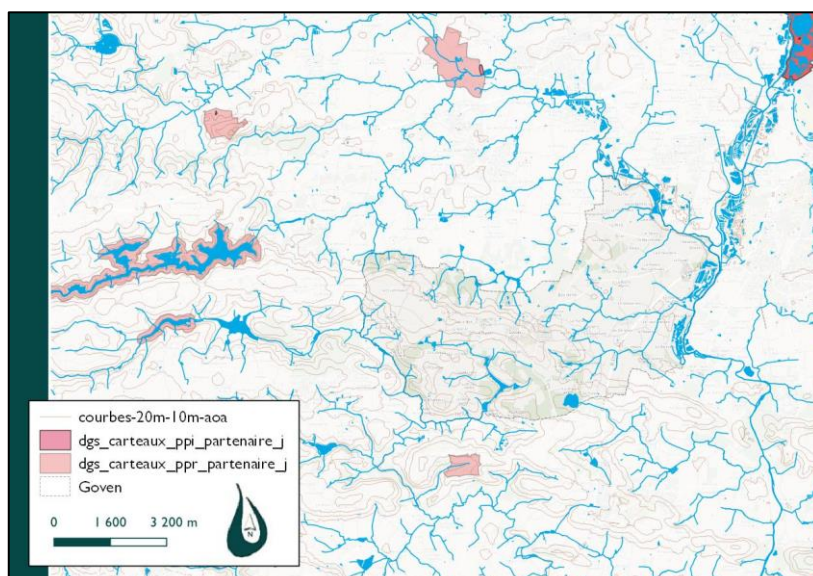 courbes-20m-10m-aoa
dgs_carteaux_ppi_partenaire_j
dgs_carteaux_ppr_partenaire_j
Goven
0 1 600 3 200 m
N